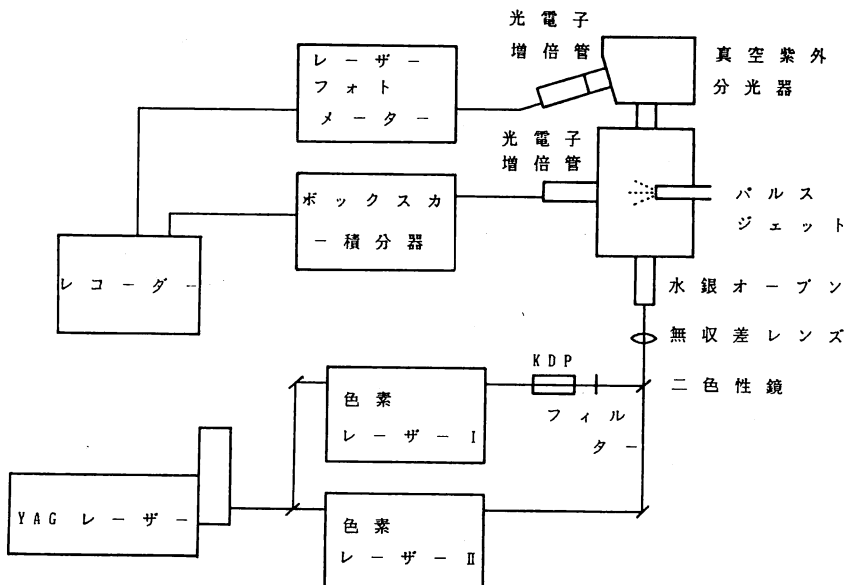 光電子
増倍管
真空紫外
分光器
レーザー
フォト
メーター
光電子
増倍管
ボックスカ
ー積分器
パルス
ジェット
レコーダー
水銀オーブン
無収差レンズ
KDP
二色性鏡
フィル
ター
色素
レーザーⅠ
YAGレーザー
色素
レーザーⅡ